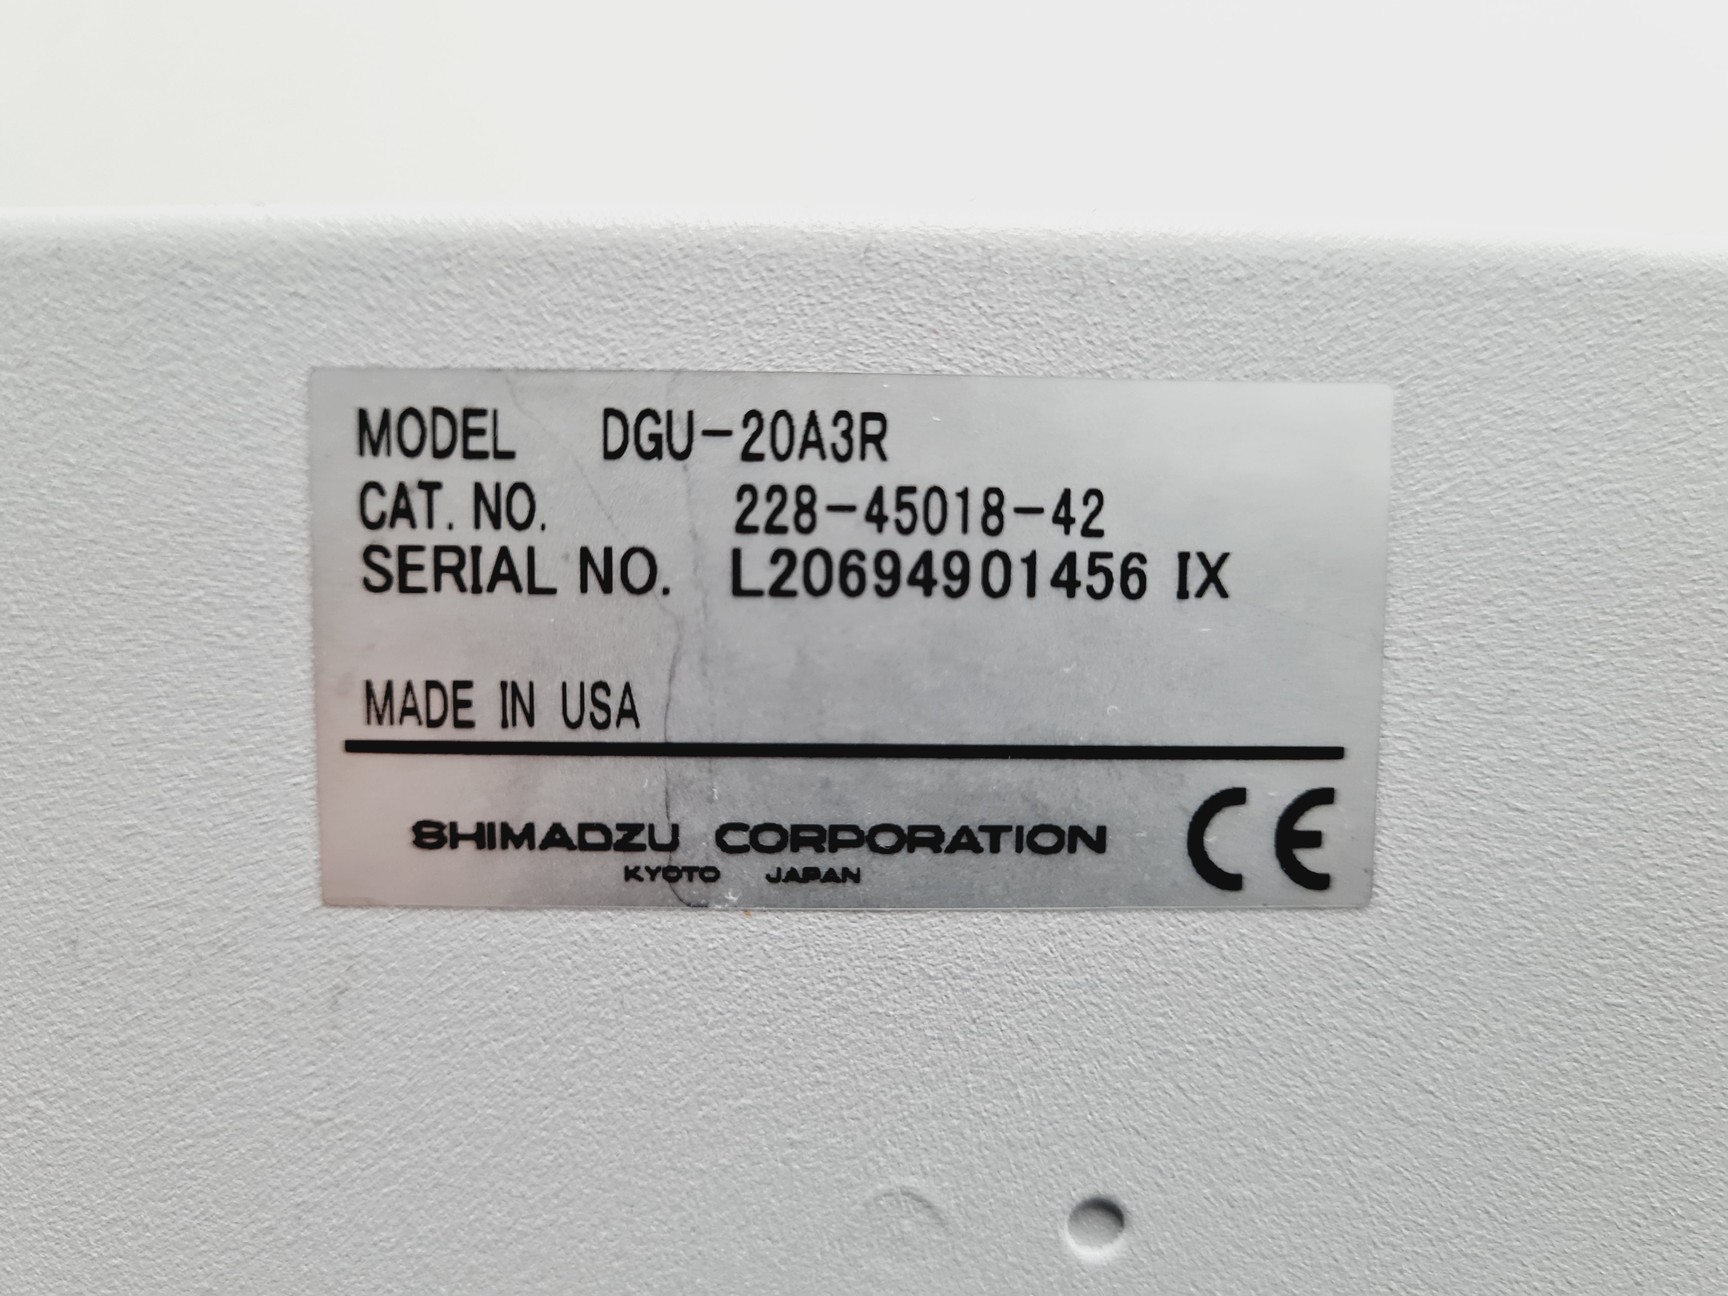 MODEL DGU-20A3R
CAT. NO. 228-45018-42
SERIAL NO. L20694901456 IX
MADE IN USA
SHIMADZU CORPORATION
KYOTO JAPAN
CE